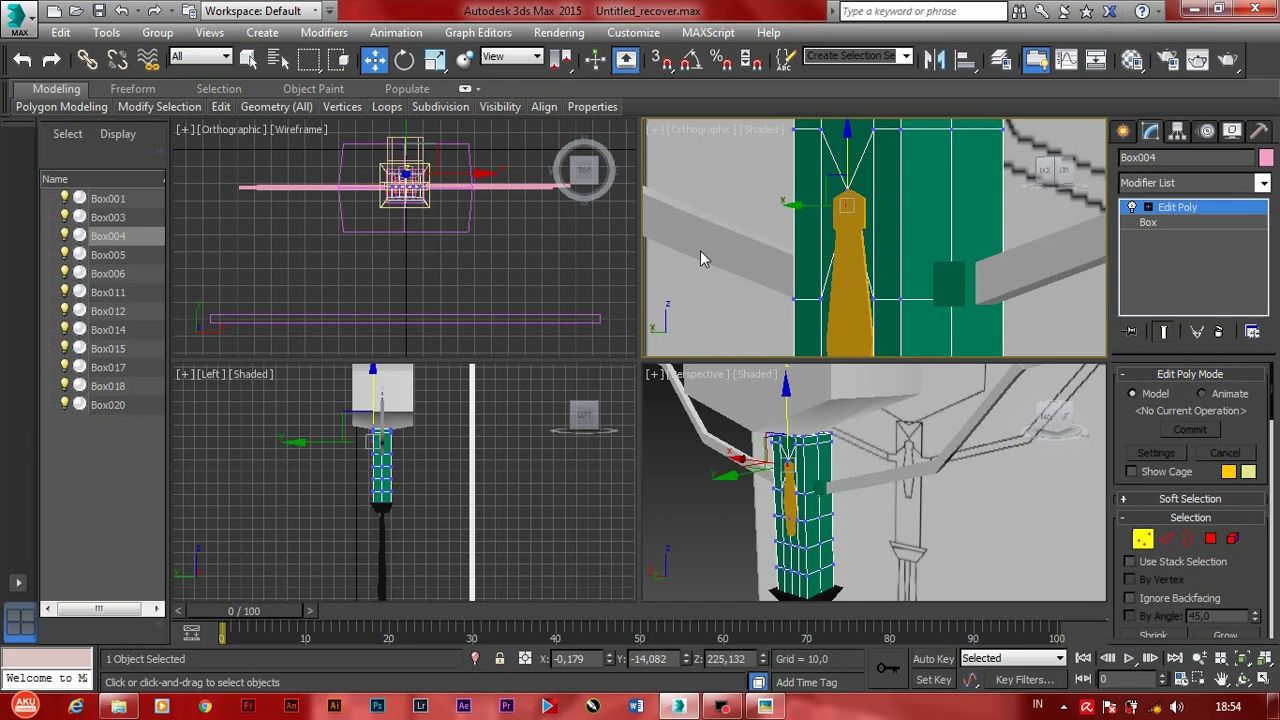 MAX
Workspace: Default
Autodesk 3ds Max 2015 Untitled_recover.max
Type a keyword or phrase
Edit Tools Group Views Create Modifiers Animation Graph Editors Rendering Customize MAXScript Help
All
View
Create Selection Se
Modeling Freeform Selection Object Paint Populate
Polygon Modeling Modify Selection Edit Geometry (All) Vertices Loops Subdivision Visibility Align Properties
Select Display
Name
Box001
Box003
Box004
Box005
Box006
Box011
Box012
Box014
Box015
Box017
Box018
Box020
[+] [Orthographic] [Wireframe]
TOP
[+] [Orthographic] [Shaded]
[+] [Left] [Shaded]
LEFT
[+] [Perspective] [Shaded]
Box004
Modifier List
Edit Poly
Box
Edit Poly Mode
Model Animate
<No Current Operation>
Commit
Settings Cancel
Show Cage
Soft Selection
Selection
Use Stack Selection
By Vertex
Ignore Backfacing
By Angle: 45,0
Shrink Grow
0 / 100
0 10 20 30 40 50 60 70 80 90 100
1 Object Selected
X: -0,179 Y: -14,082 Z: 225,132 Grid = 10,0
Auto Key Selected
Welcome to M
Click or click-and-drag to select objects
Add Time Tag
Set Key Key Filters... 0
AKU
IN 18:54